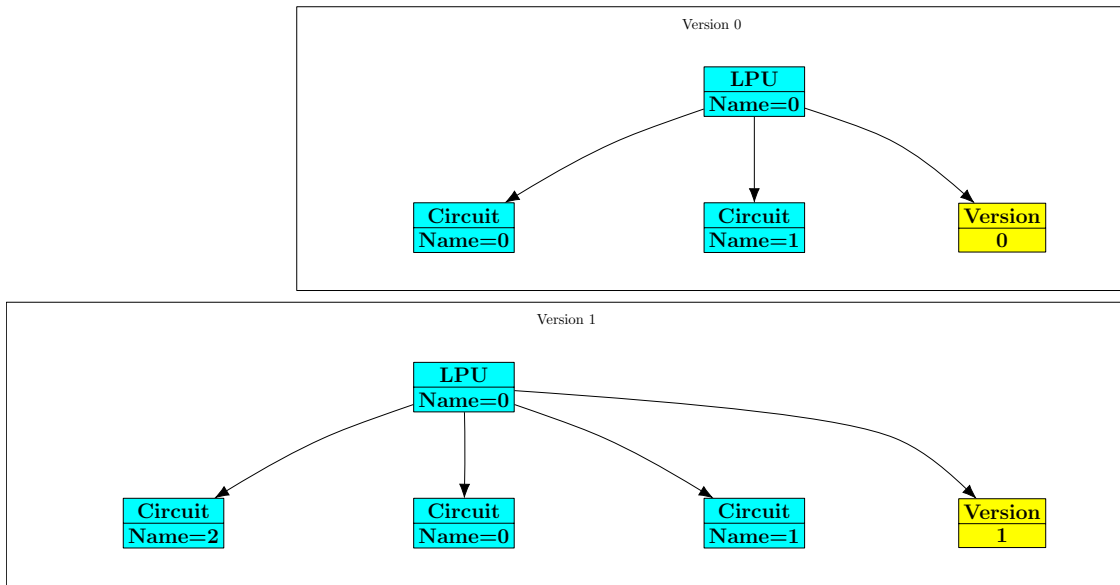 Version 0
LPU
Name=0
Circuit
Name=0
Circuit
Name=1
Version
0
Version 1
LPU
Name=0
Circuit
Name=2
Circuit
Name=0
Circuit
Name=1
Version
1